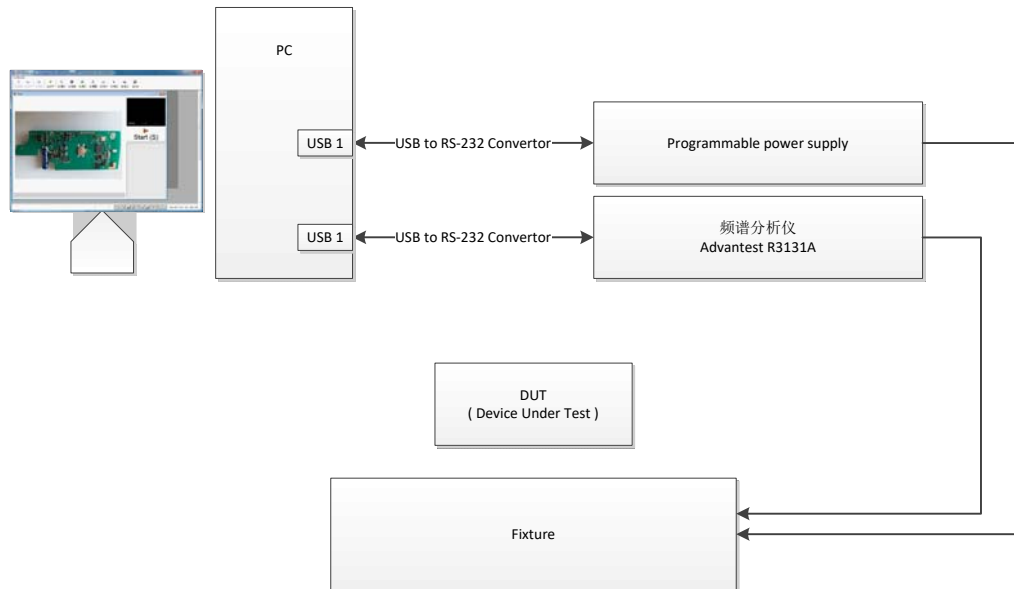 PC
Start (S)
USB 1
USB to RS-232 Convertor
Programmable power supply
USB 1
USB to RS-232 Convertor
频谱分析仪
Advantest R3131A
DUT
( Device Under Test )
Fixture